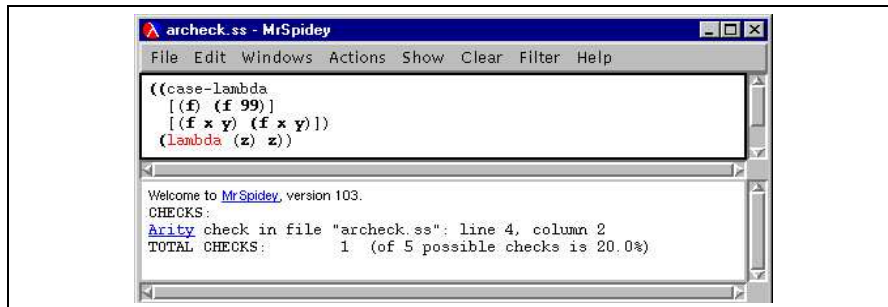 archeck.ss - MrSpidey
File Edit Windows Actions Show Clear Filter Help
((case-lambda
[(f) (f 99)]
[(f x y) (f x y)])
(lambda (z) z))
Welcome to MrSpidey, version 103.
CHECKS:
Arity check in file "archeck.ss": line 4, column 2
TOTAL CHECKS: 1 (of 5 possible checks is 20.0%)